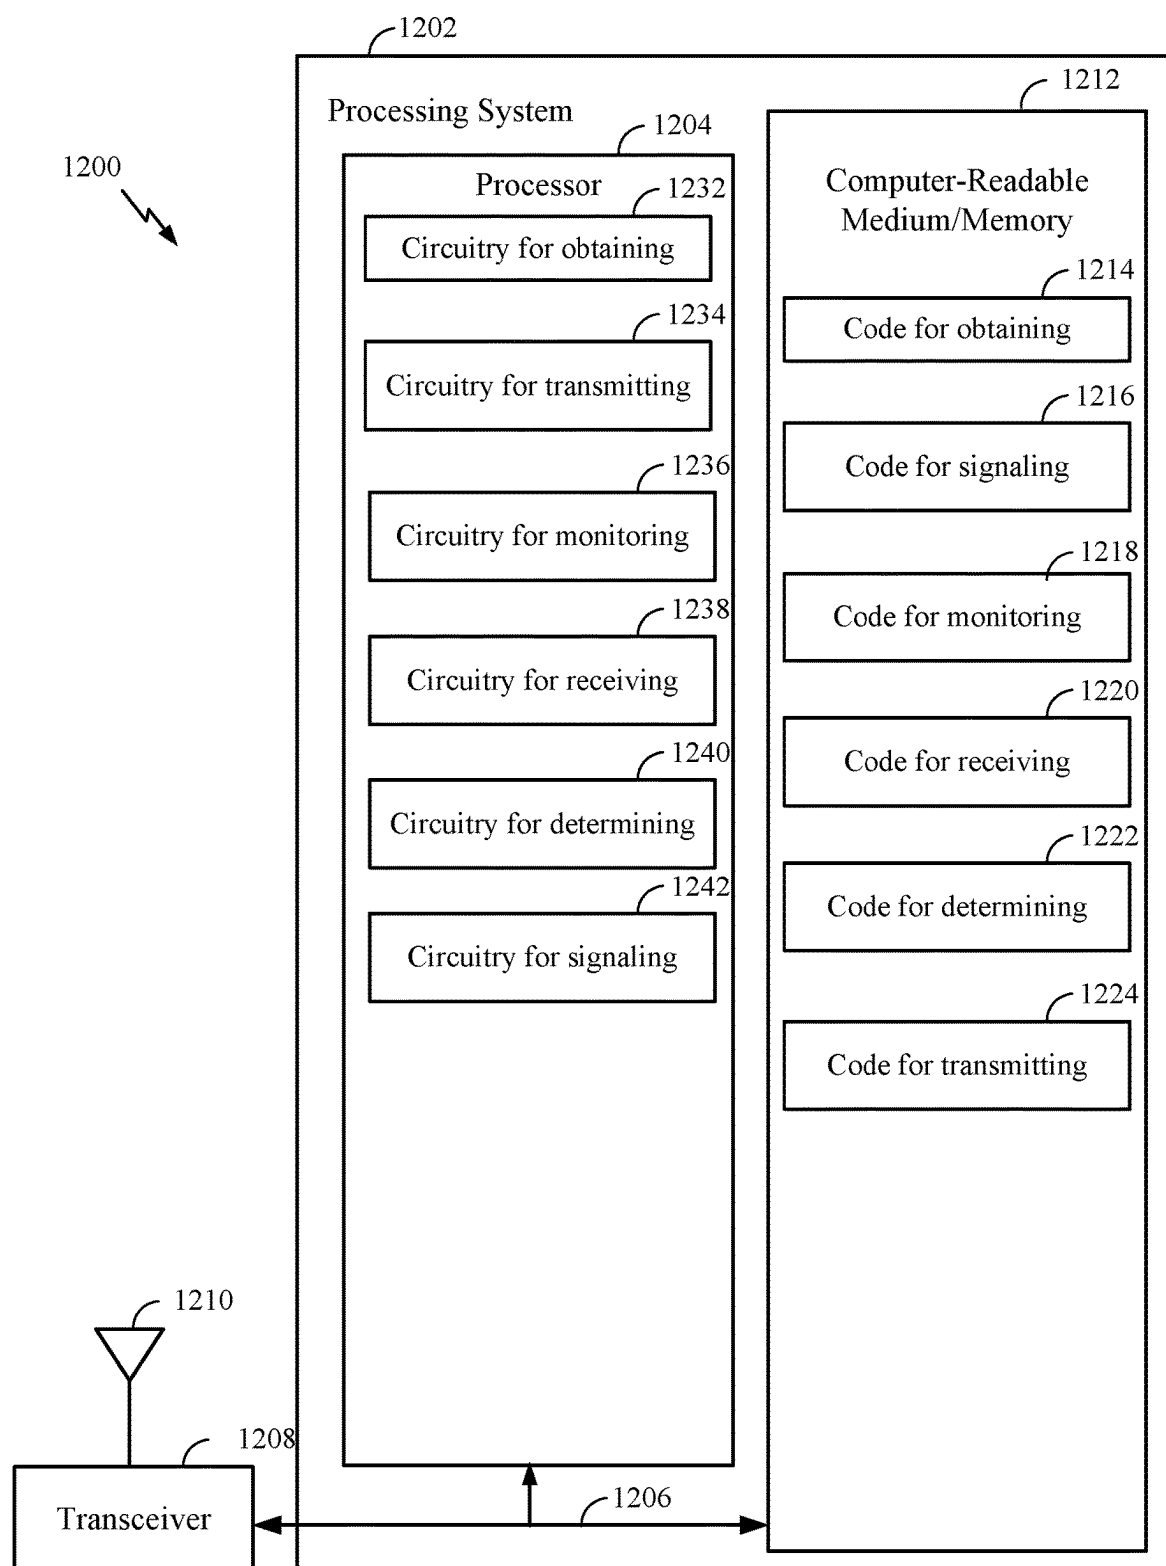 1202
Processing System
1200
1204
Processor
1232
Circuitry for obtaining
1234
Circuitry for transmitting
1236
Circuitry for monitoring
1238
Circuitry for receiving
1240
Circuitry for determining
1242
Circuitry for signaling
1212
Computer-Readable
Medium/Memory
1214
Code for obtaining
1216
Code for signaling
1218
Code for monitoring
1220
Code for receiving
1222
Code for determining
1224
Code for transmitting
1210
1208
Transceiver
1206